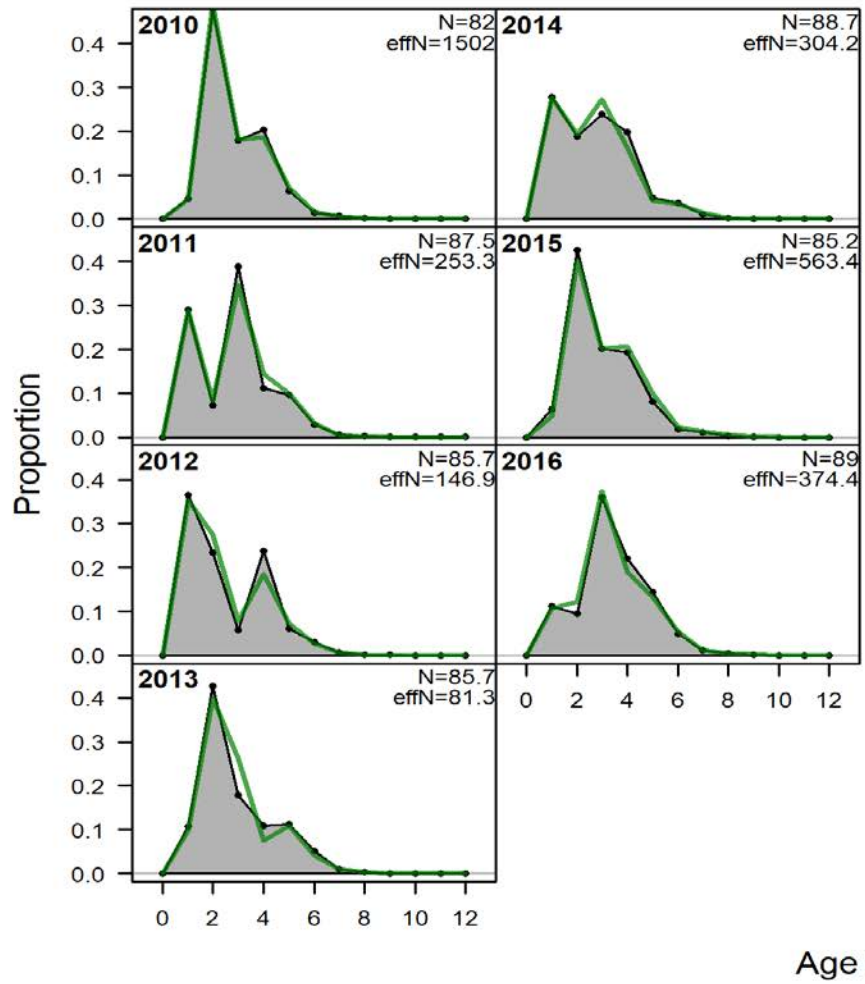 2010
N=82
effN=1502
0.4
0.3
0.2
0.1
0.0
2014
N=88.7
effN=304.2
2011
N=87.5
effN=253.3
0.4
0.3
0.2
0.1
0.0
2015
N=85.2
effN=563.4
2012
N=85.7
effN=146.9
0.4
0.3
0.2
0.1
0.0
2016
N=89
effN=374.4
0 2 4 6 8 10 12
2013
N=85.7
effN=81.3
0.4
0.3
0.2
0.1
0.0
0 2 4 6 8 10 12
Proportion
Age